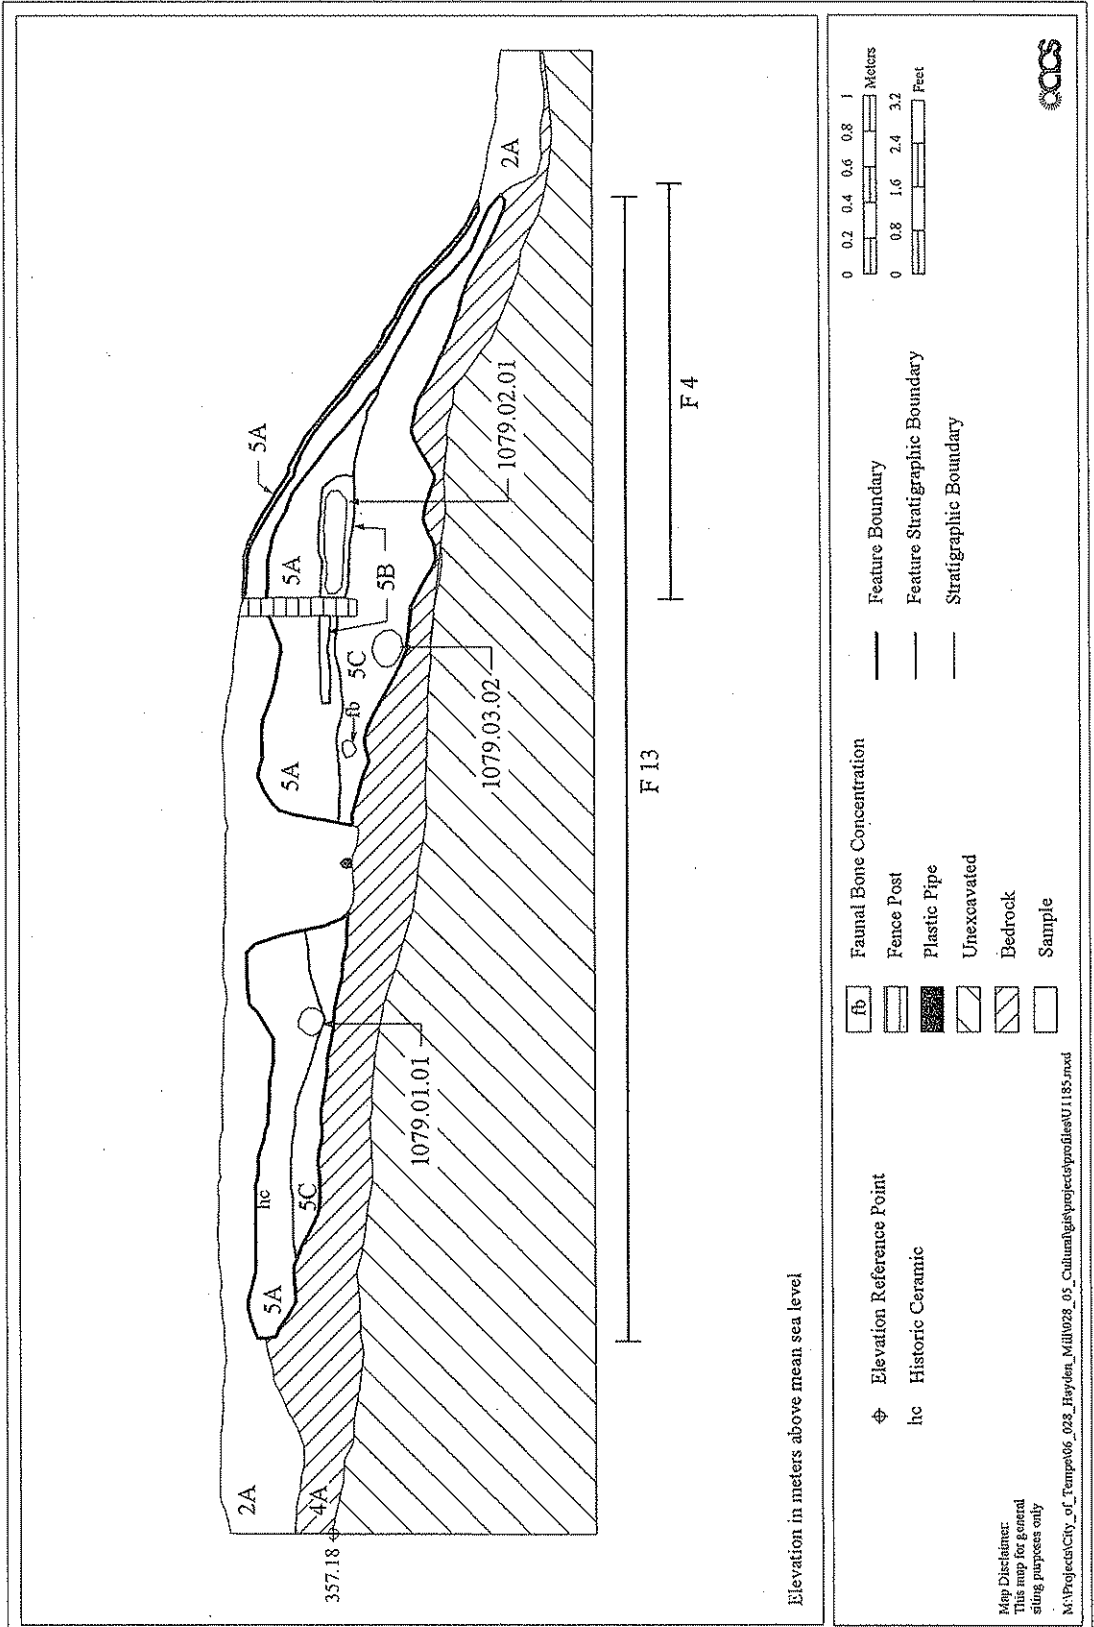 2A
4A
357.18
5A
hc
5C
1079.01.01
5A
fb
5C
1079.03.02
5B
5A
5A
1079.02.01
2A
F 13
F 4
Elevation in meters above mean sea level
Elevation Reference Point
hc Historic Ceramic
fb Faunal Bone Concentration
Fence Post
Plastic Pipe
Unexcavated
Bedrock
Sample
Feature Boundary
Feature Stratigraphic Boundary
Stratigraphic Boundary
0 0.2 0.4 0.6 0.8 1
Meters
0 0.8 1.6 2.4 3.2
Feet
Map Disclaimer:
This map for general
siting purposes only
M:\Projects\City_of_Tempe\06_028_Hayden_Mill\028_05_Cultural\gis\projects\profiles\U1185.mxd